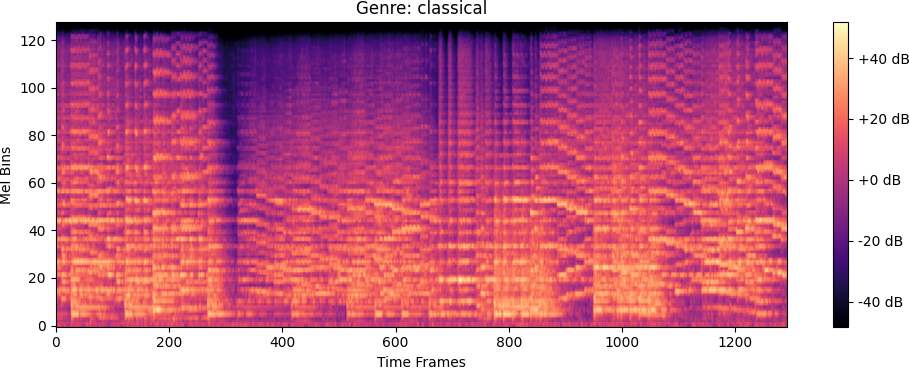 Genre: classical
Mel Bins
120
100
80
60
40
20
0
0 200 400 600 800 1000 1200
Time Frames
+40 dB
+20 dB
+0 dB
-20 dB
-40 dB